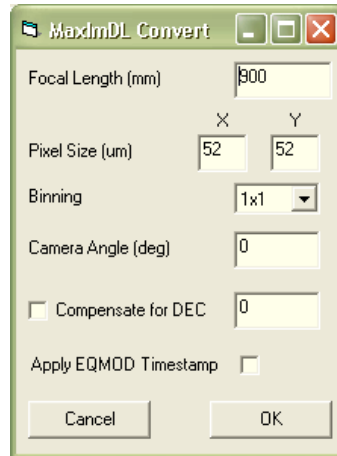 MaxImDL Convert
Focal Length (mm) 900
X Y
Pixel Size (um) 52 52
Binning 1x1
Camera Angle (deg) 0
Compensate for DEC 0
Apply EQMOD Timestamp
Cancel OK